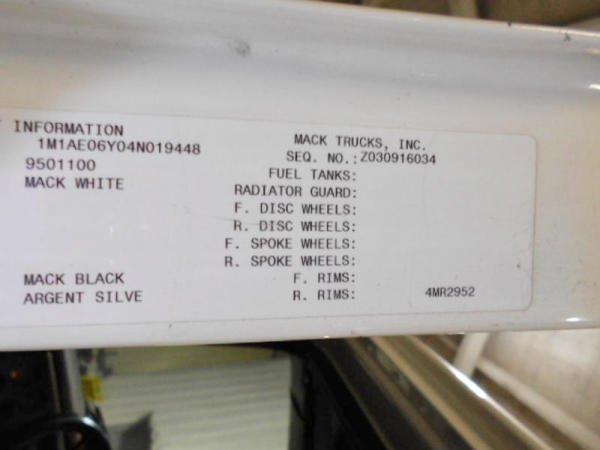 INFORMATION
1M1AE06Y04N019448
9501100
MACK WHITE
MACK BLACK
ARGENT SILVE
MACK TRUCKS, INC.
SEQ. NO.: Z030916034
FUEL TANKS:
RADIATOR GUARD:
F. DISC WHEELS:
R. DISC WHEELS:
F. SPOKE WHEELS:
R. SPOKE WHEELS:
F. RIMS:
R. RIMS: 4MR2952